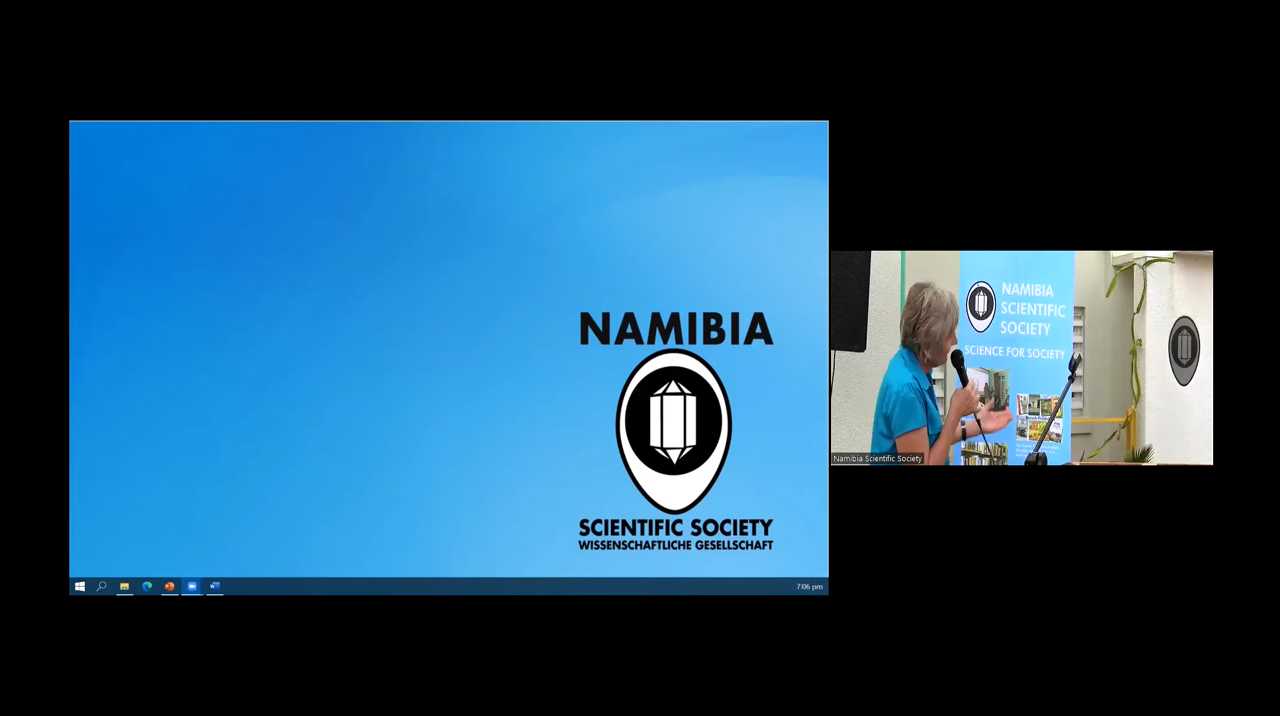 NAMIBIA
SCIENTIFIC SOCIETY
WISSENSCHAFTLICHE GESELLSCHAFT
7:06 pm
NAMIBIA
SCIENTIFIC
SOCIETY
SCIENCE FOR SOCIETY
Namibia Scientific Society